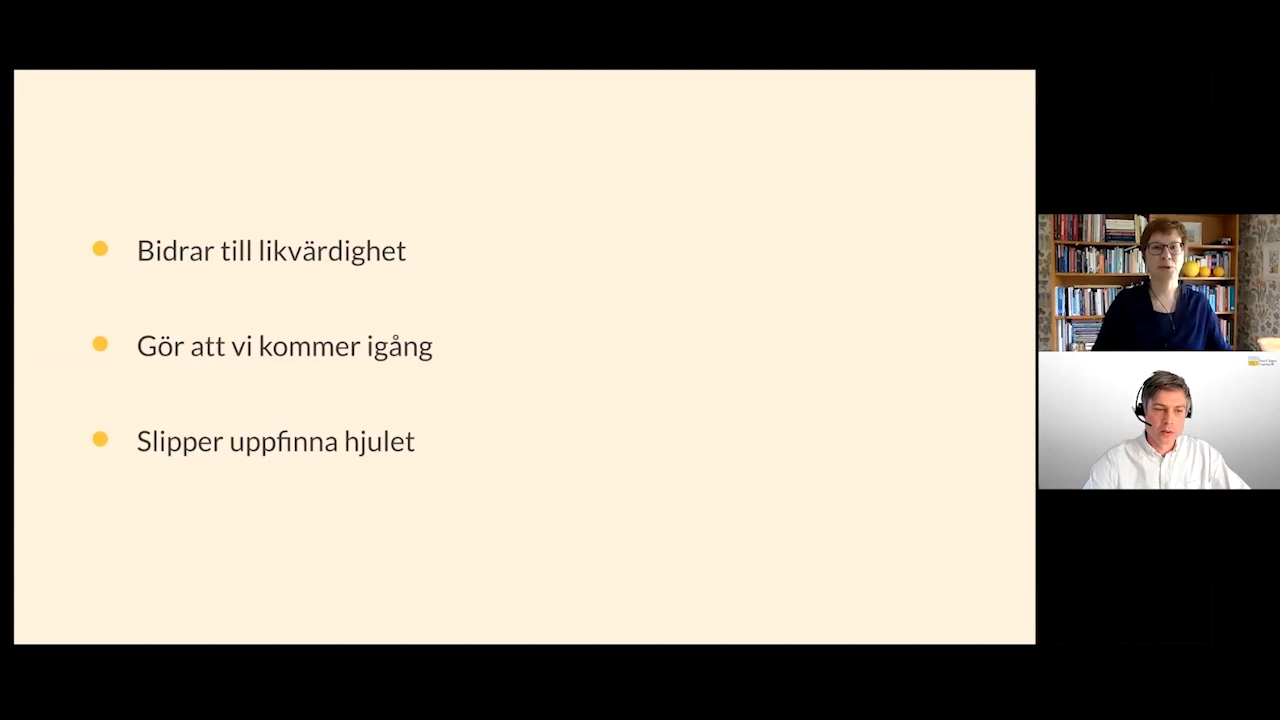 Bidrar till likvärdighet
Gör att vi kommer igång
Slipper uppfinna hjulet